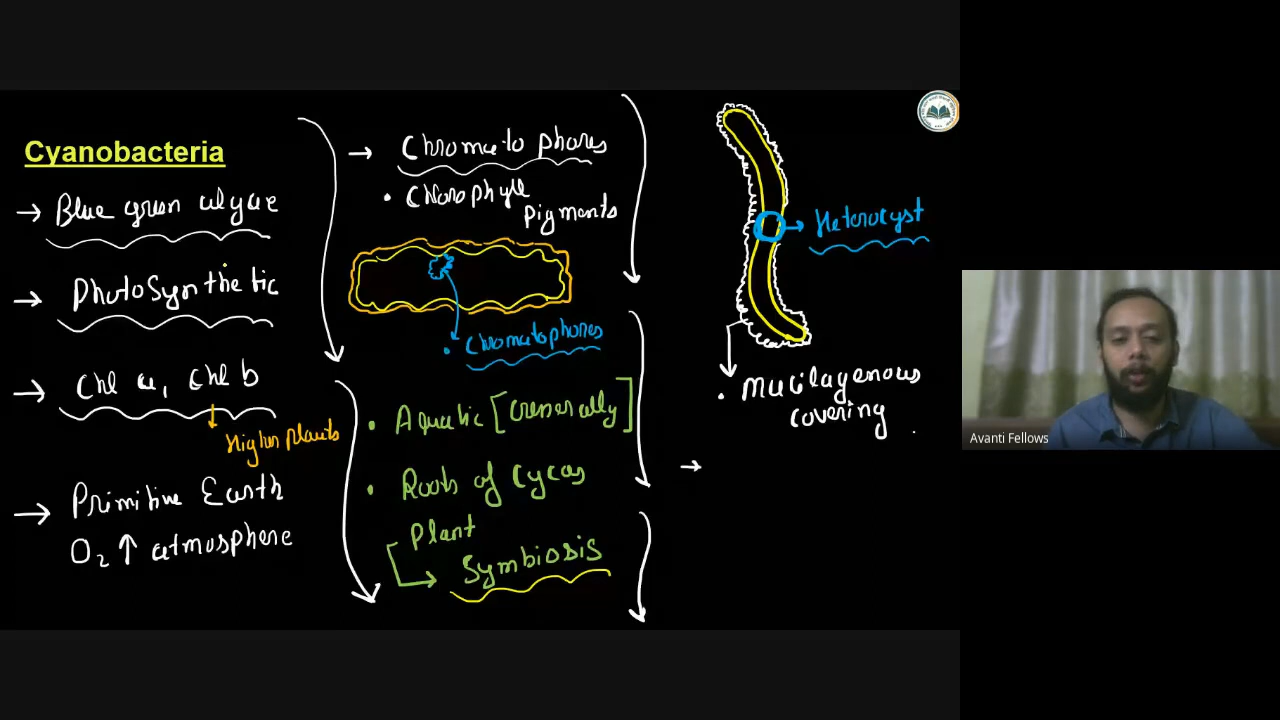 Cyanobacteria
→ Blue green algae
→ Photosynthetic
→ Chl a, Chl b
Higher plants
→ Primitive Earth
O₂ ↑ atmosphere
→ Chromatophores
• Chlorophyll
Pigments
• Chromatophores
• Aquatic [Generally]
• Roots of Cycas
Plant
→ Symbiosis
→ Heterocyst
• Mucilagenous
covering
→
Avanti Fellows